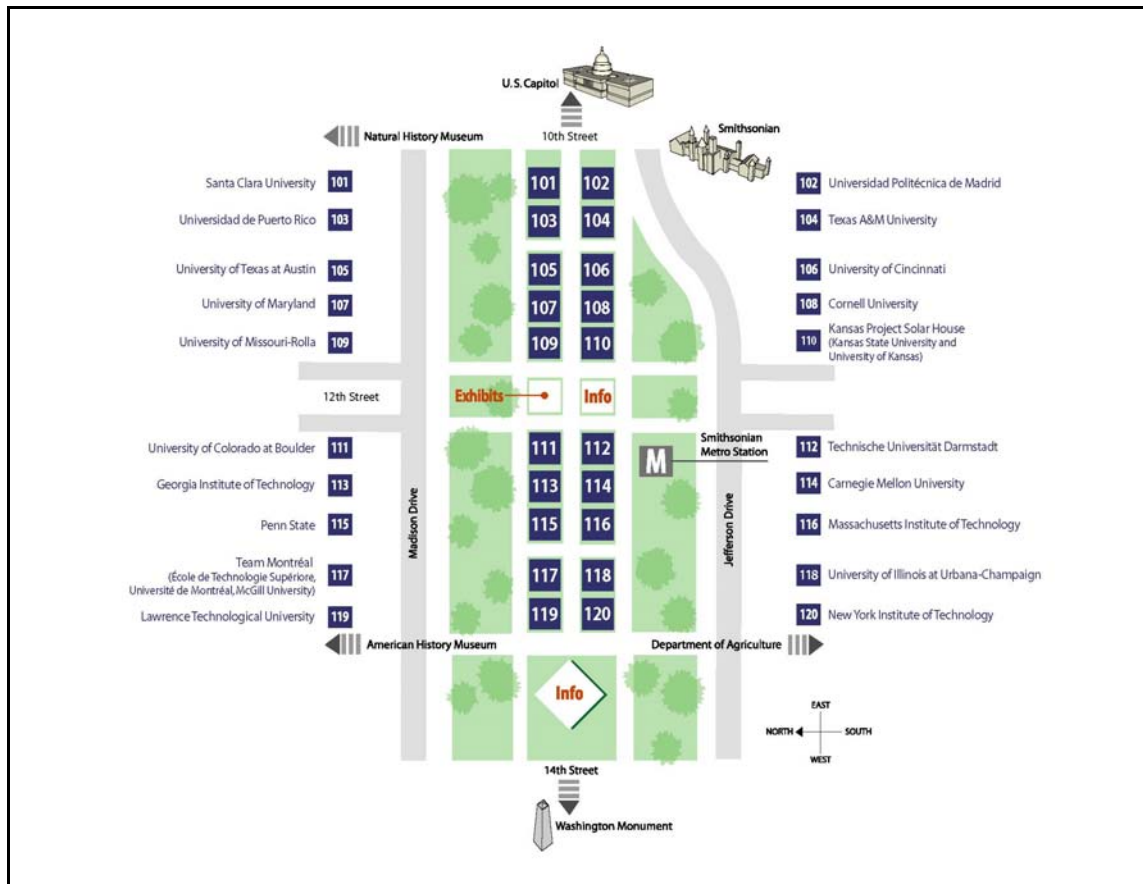 U.S. Capitol
10th Street
Natural History Museum
Smithsonian
Santa Clara University 101
101 102
102 Universidad Politécnica de Madrid
Universidad de Puerto Rico 103
103 104
104 Texas A&M University
University of Texas at Austin 105
105 106
106 University of Cincinnati
University of Maryland 107
107 108
108 Cornell University
University of Missouri-Rolla 109
109 110
110 Kansas Project Solar House
(Kansas State University and
University of Kansas)
12th Street
Exhibits
Info
University of Colorado at Boulder 111
111 112
M
Smithsonian
Metro Station
112 Technische Universität Darmstadt
Georgia Institute of Technology 113
113 114
114 Carnegie Mellon University
Penn State 115
115 116
116 Massachusetts Institute of Technology
Madison Drive
Jefferson Drive
Team Montréal
(École de Technologie Supériore,
Université de Montréal, McGill University)
117
117 118
118 University of Illinois at Urbana-Champaign
Lawrence Technological University 119
119 120
120 New York Institute of Technology
American History Museum
Department of Agriculture
Info
EAST
NORTH SOUTH
WEST
14th Street
Washington Monument